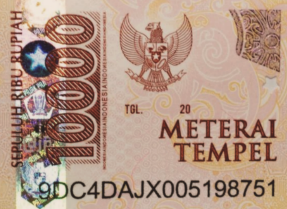 SEPULUH RIBU RUPIAH
10000
TGL. 20
METERAI
TEMPEL
9DC4DAJX005198751